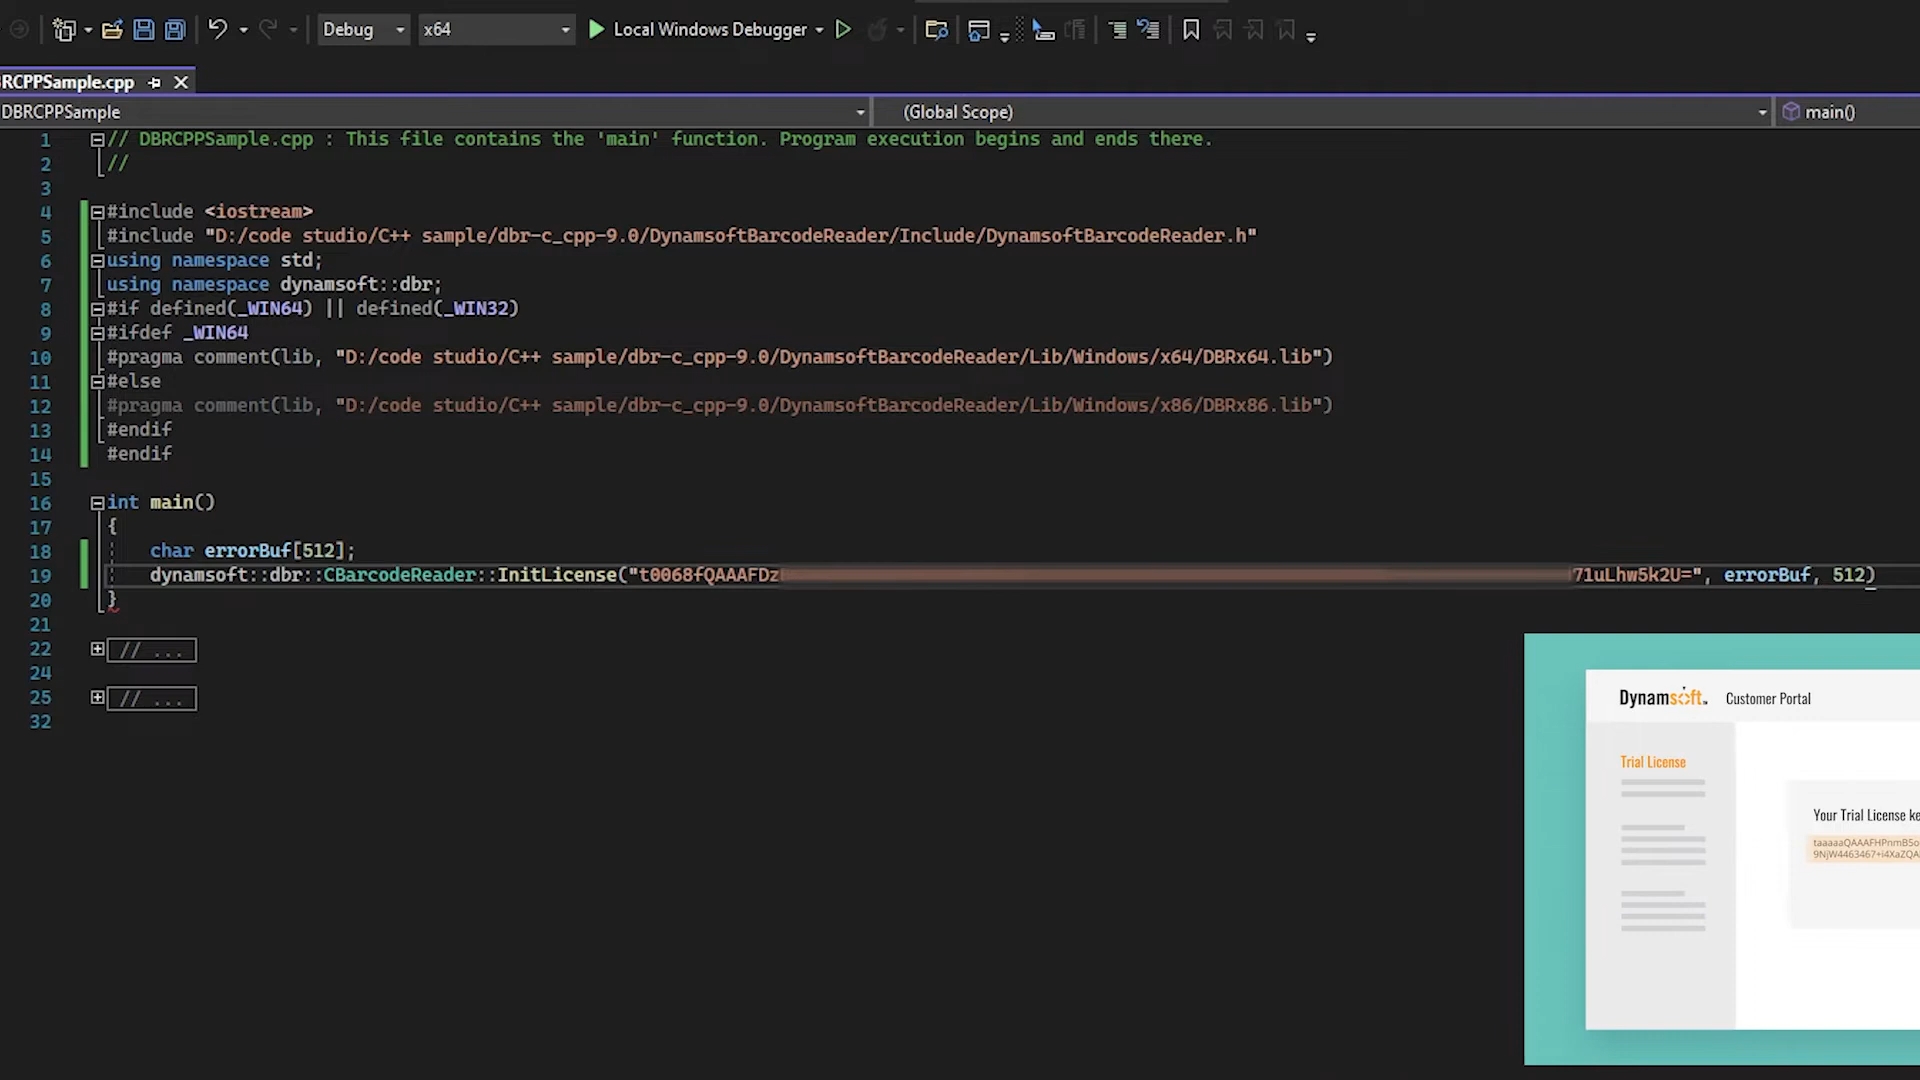 Debug x64 Local Windows Debugger
BRCPPSample.cpp
DBRCPPSample (Global Scope) main()
1 // DBRCPPSample.cpp : This file contains the 'main' function. Program execution begins and ends there.
2 //
3
4 #include <iostream>
5 #include "D:/code studio/C++ sample/dbr-c_cpp-9.0/DynamsoftBarcodeReader/Include/DynamsoftBarcodeReader.h"
6 using namespace std;
7 using namespace dynamsoft::dbr;
8 #if defined(_WIN64) || defined(_WIN32)
9 #ifdef _WIN64
10 #pragma comment(lib, "D:/code studio/C++ sample/dbr-c_cpp-9.0/DynamsoftBarcodeReader/Lib/Windows/x64/DBRx64.lib")
11 #else
12 #pragma comment(lib, "D:/code studio/C++ sample/dbr-c_cpp-9.0/DynamsoftBarcodeReader/Lib/Windows/x86/DBRx86.lib")
13 #endif
14 #endif
15
16 int main()
17 {
18 char errorBuf[512];
19 dynamsoft::dbr::CBarcodeReader::InitLicense("t0068fQAAAFDz 71uLhw5k2U=", errorBuf, 512)
20 }
21
22 // ...
24
25 // ...
32
Dynamsoft Customer Portal
Trial License
Your Trial License ke
taaaaaQAAAFHPnmB5o
9NjW4463467+i4XaZQA